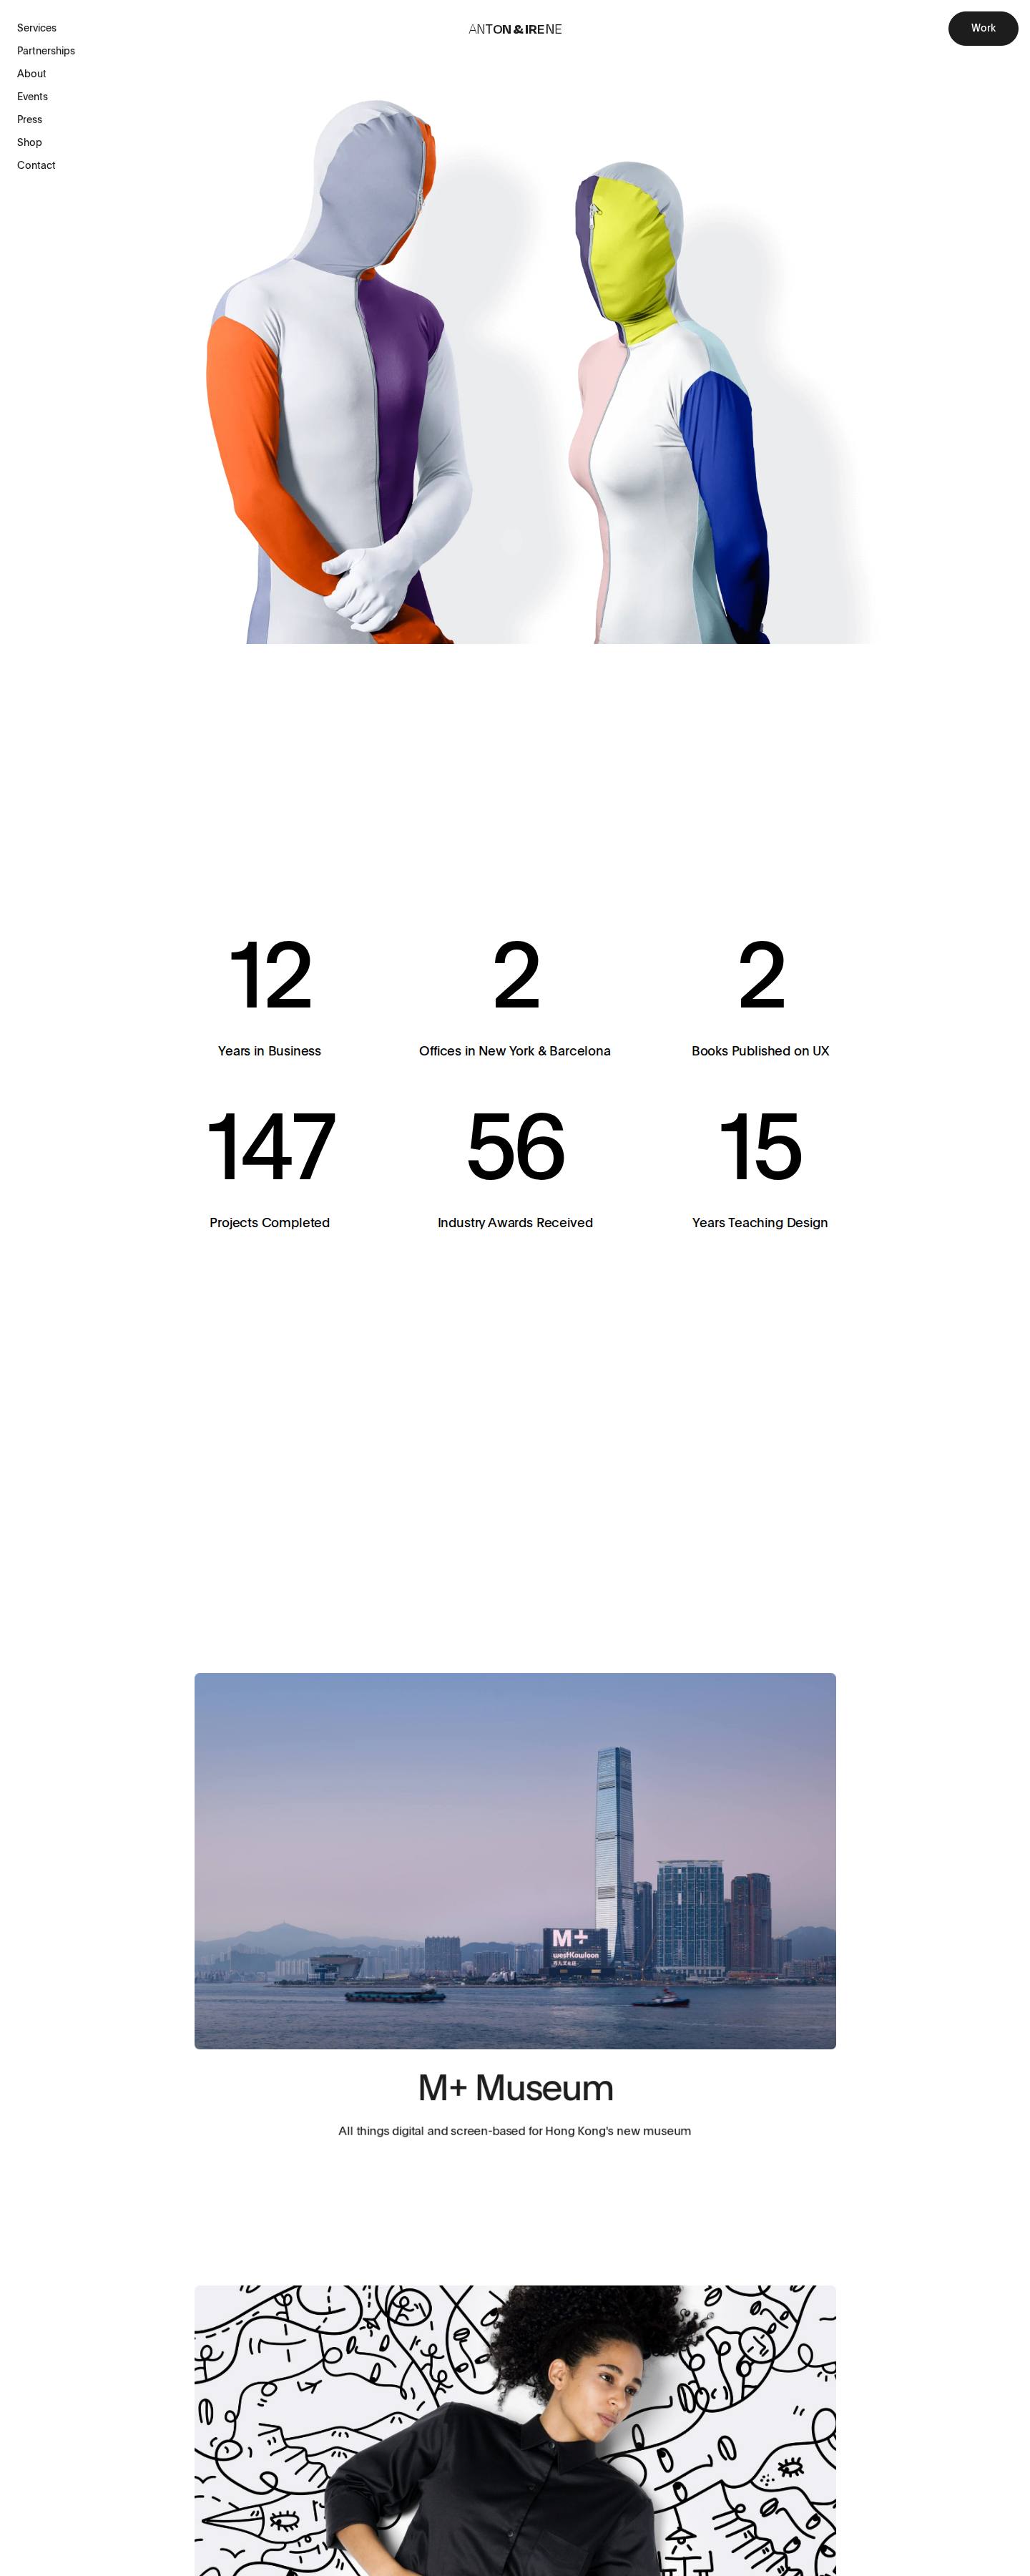 Services
ANTON & IRENE
Work
Partnerships
About
Events
Press
Shop
Contact
12
2
2
Years in Business
Offices in New York & Barcelona
Books Published on UX
147
56
15
Projects Completed
Industry Awards Received
Years Teaching Design
M+
westKowloon
M+ Museum
All things digital and screen-based for Hong Kong's new museum